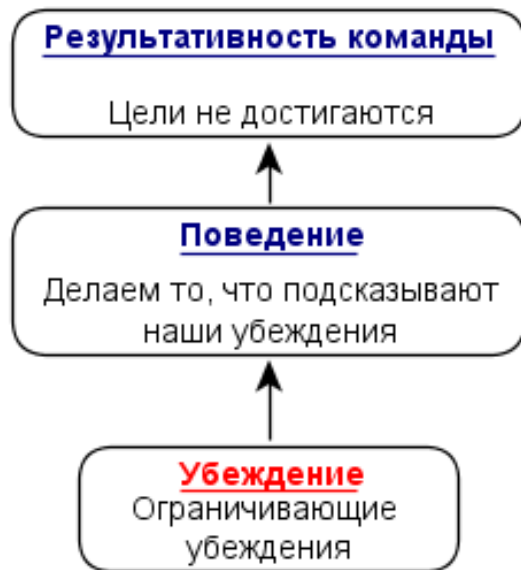 Результативность команды
Цели не достигаются
Поведение
Делаем то, что подсказывают
наши убеждения
Убеждение
Ограничивающие
убеждения